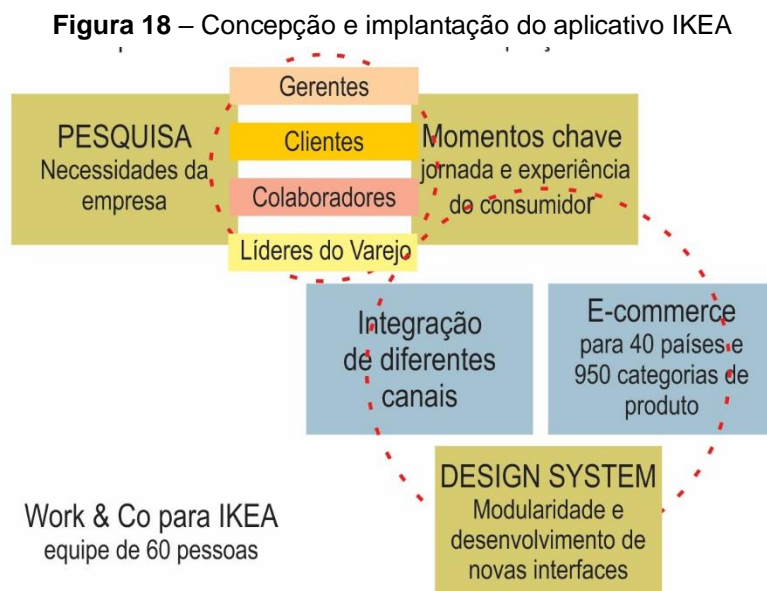 Figura 18 – Concepção e implantação do aplicativo IKEA
PESQUISA
Necessidades da
empresa
Gerentes
Clientes
Colaboradores
Líderes do Varejo
Momentos chave
jornada e experiência
do consumidor
Integração
de diferentes
canais
E-commerce
para 40 países e
950 categorias de
produto
DESIGN SYSTEM
Modularidade e
desenvolvimento de
novas interfaces
Work & Co para IKEA
equipe de 60 pessoas